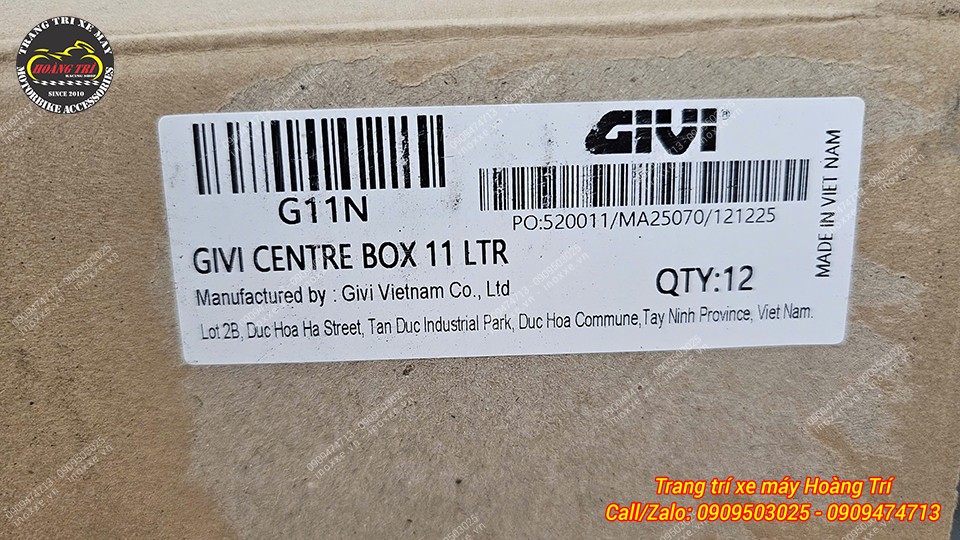 TRANG TRÍ XE MÁY
HOÀNG TRÍ
RACING SHOP
SINCE 2010
MOTORBIKE ACCESSORIES
GIVI®
G11N
PO:520011/MA25070/121225
MADE IN VIET NAM
GIVI CENTRE BOX 11 LTR
QTY:12
Manufactured by : Givi Vietnam Co., Ltd
Lot 2B, Duc Hoa Ha Street, Tan Duc Industrial Park, Duc Hoa Commune,Tay Ninh Province, Viet Nam.
Trang trí xe máy Hoàng Trí
Call/Zalo: 0909503025 - 0909474713